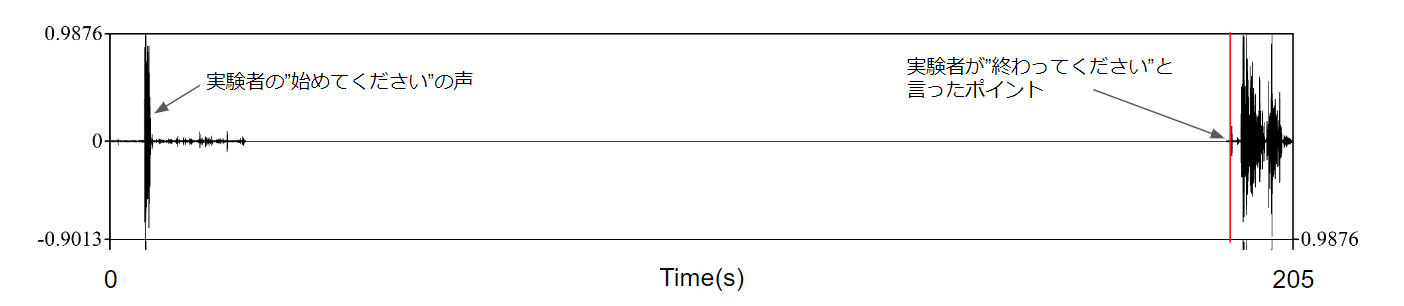 0.9876
実験者の”始めてください”の声
実験者が”終わってください”と
言ったポイント
0
-0.9013
0.9876
0
Time(s)
205